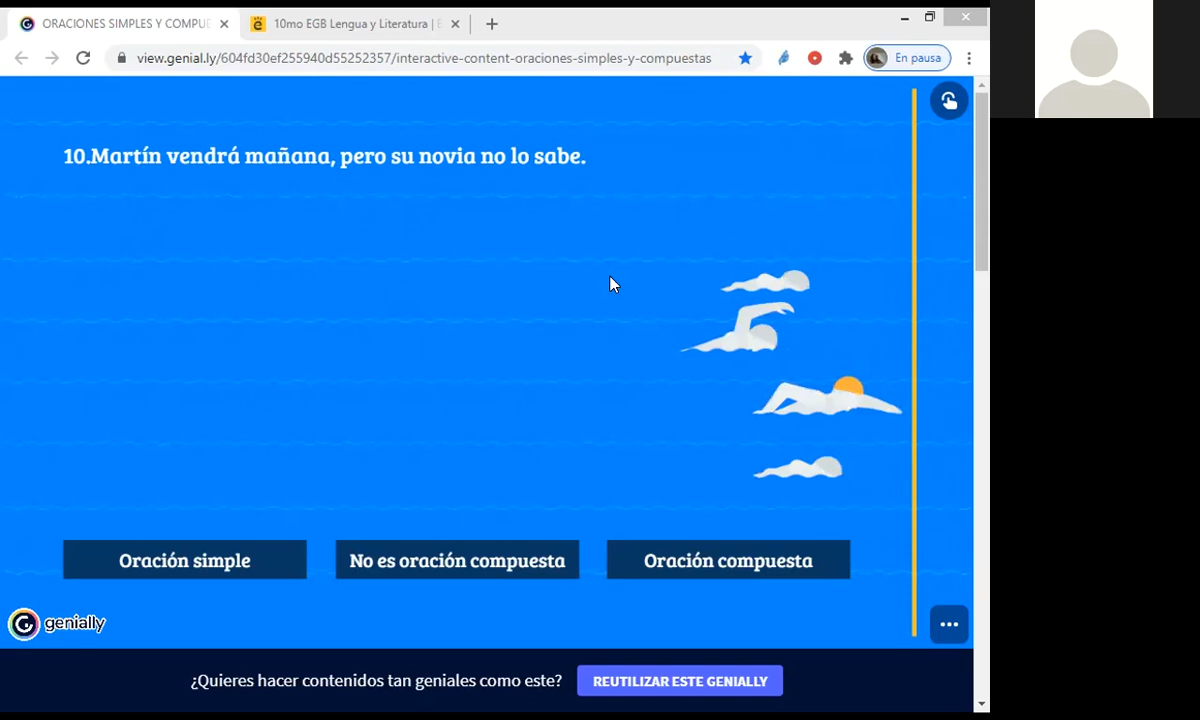 ORACIONES SIMPLES Y COMPUE
10mo EGB Lengua y Literatura |
view.genial.ly/604fd30ef255940d55252357/interactive-content-oraciones-simples-y-compuestas
En pausa
10.Martín vendrá mañana, pero su novia no lo sabe.
Oración simple
No es oración compuesta
Oración compuesta
genially
¿Quieres hacer contenidos tan geniales como este?
REUTILIZAR ESTE GENIALLY